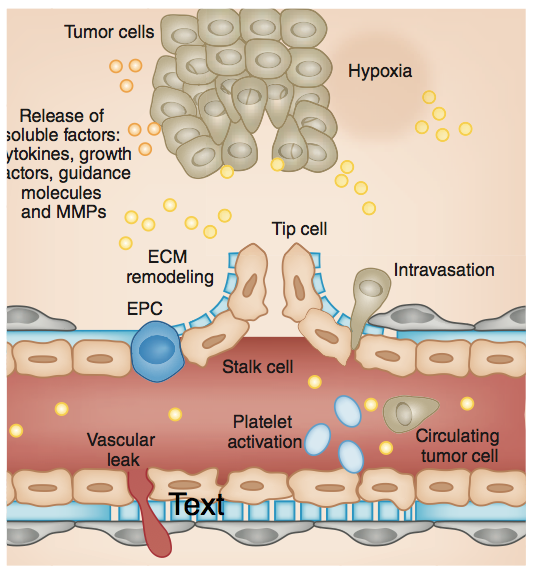 Tumor cells
Hypoxia
Release of
soluble factors:
ytokines, growth
actors, guidance
molecules
and MMPs
Tip cell
ECM
remodeling
Intravasation
EPC
Stalk cell
Platelet
activation
Vascular
leak
Circulating
tumor cell
Text